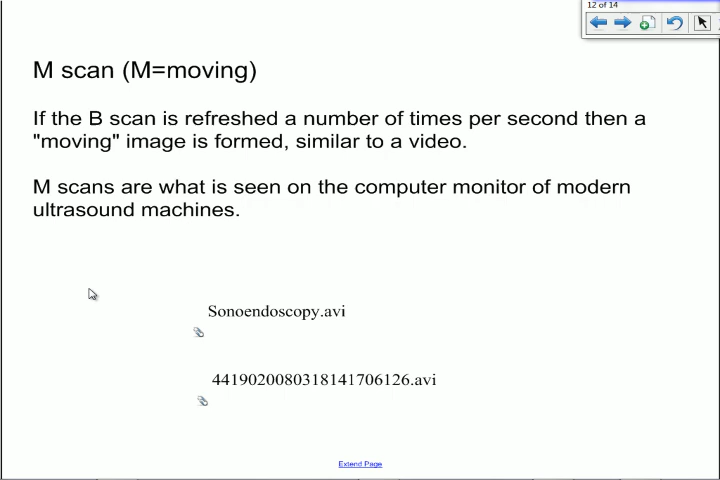 12 of 14
M scan (M=moving)
If the B scan is refreshed a number of times per second then a
"moving" image is formed, similar to a video.
M scans are what is seen on the computer monitor of modern
ultrasound machines.
Sonoendoscopy.avi
4419020080318141706126.avi
Extend Page